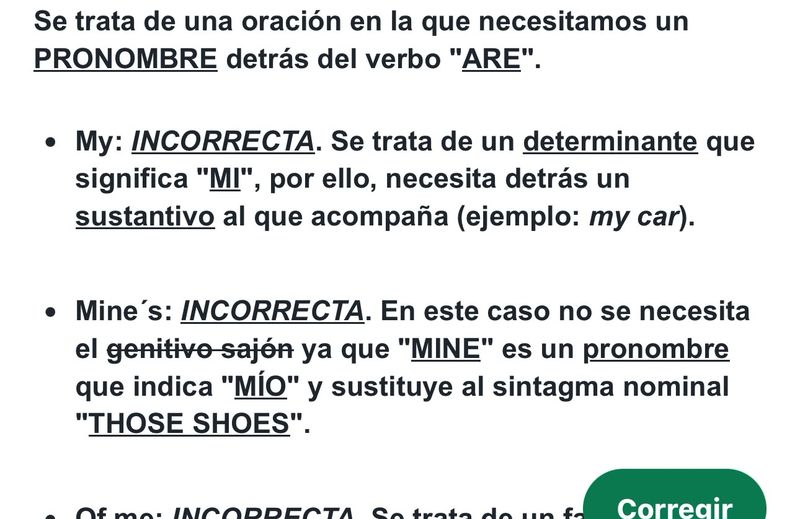 Se trata de una oración en la que necesitamos un
PRONOMBRE detrás del verbo "ARE".
• My: INCORRECTA. Se trata de un determinante que
significa "MI", por ello, necesita detrás un
sustantivo al que acompaña (ejemplo: my car).
• Mine´s: INCORRECTA. En este caso no se necesita
el genitivo sajón ya que "MINE" es un pronombre
que indica "MÍO" y sustituye al sintagma nominal
"THOSE SHOES".
• Of me: INCORRECTA. Se trata de un
Corregir